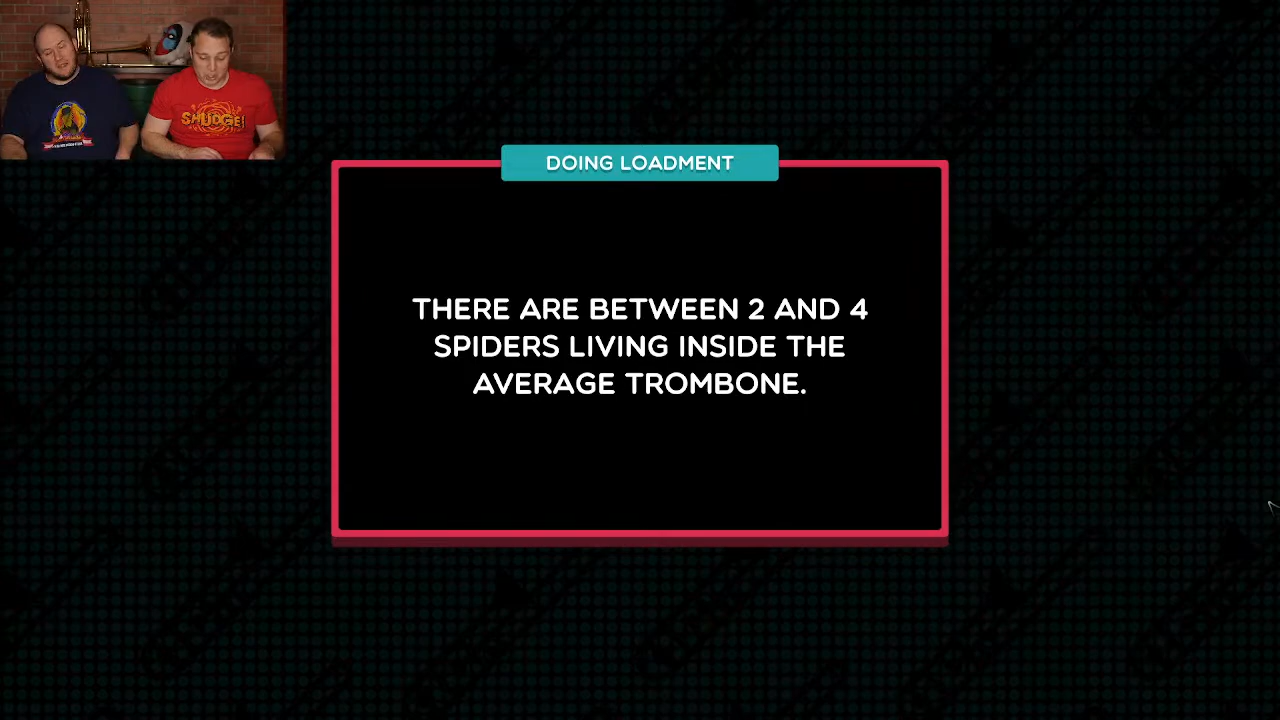 SMUDGE!
DOING LOADMENT
THERE ARE BETWEEN 2 AND 4
SPIDERS LIVING INSIDE THE
AVERAGE TROMBONE.